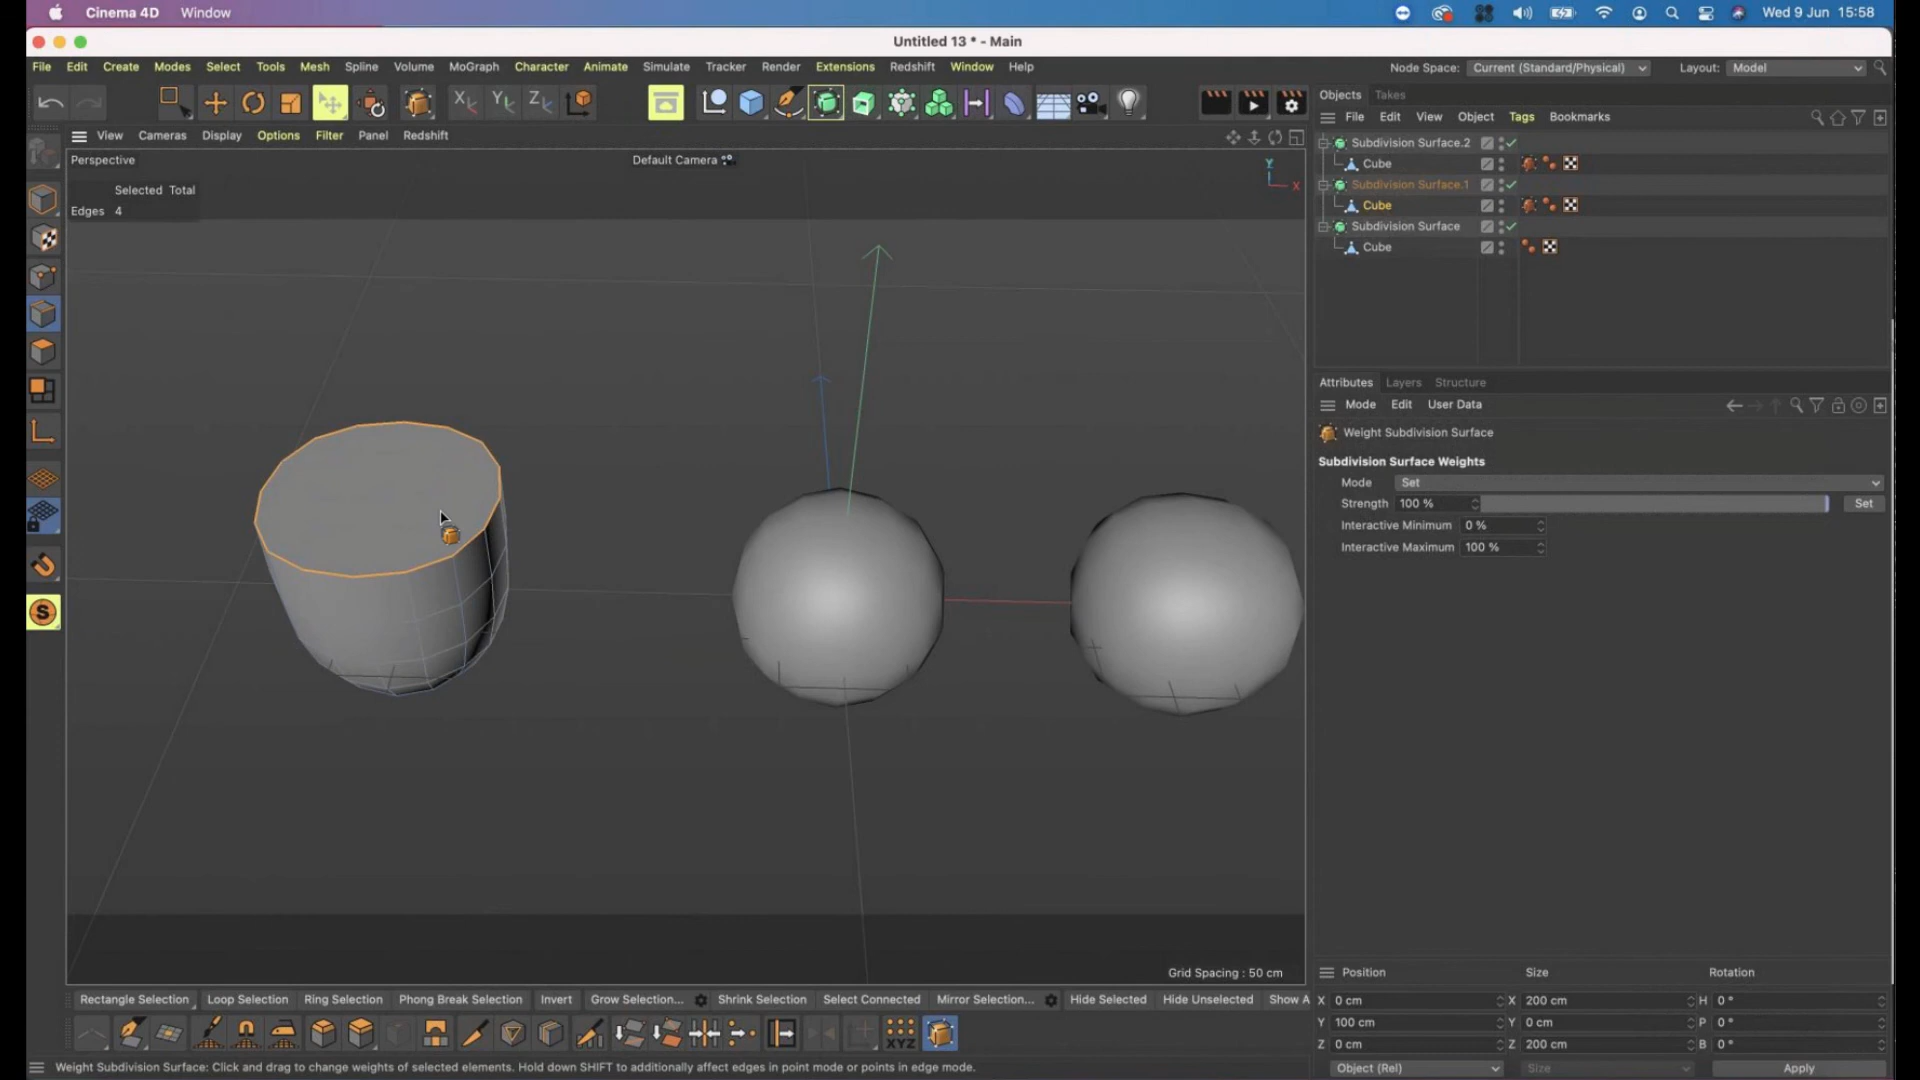 Cinema 4D Window Wed 9 Jun 15:58
Untitled 13 * - Main
File Edit Create Modes Select Tools Mesh Spline Volume MoGraph Character Animate Simulate Tracker Render Extensions Redshift Window Help Node Space: Current (Standard/Physical) Layout: Model
X Y Z
Objects Takes
View Cameras Display Options Filter Panel Redshift
File Edit View Object Tags Bookmarks
Perspective Default Camera
Y
X
Selected Total
Edges 4
Subdivision Surface.2
Cube
Subdivision Surface.1
Cube
Subdivision Surface
Cube
Attributes Layers Structure
Mode Edit User Data
Weight Subdivision Surface
Subdivision Surface Weights
Mode Set
Strength 100 % Set
Interactive Minimum 0 %
Interactive Maximum 100 %
S
Grid Spacing : 50 cm
Position Size Rotation
Rectangle Selection Loop Selection Ring Selection Phong Break Selection Invert Grow Selection... Shrink Selection Select Connected Mirror Selection... Hide Selected Hide Unselected Show A
X 0 cm X 200 cm H 0 °
Y 100 cm Y 0 cm P 0 °
Z 0 cm Z 200 cm B 0 °
XYZ
Object (Rel) Size Apply
Weight Subdivision Surface: Click and drag to change weights of selected elements. Hold down SHIFT to additionally affect edges in point mode or points in edge mode.